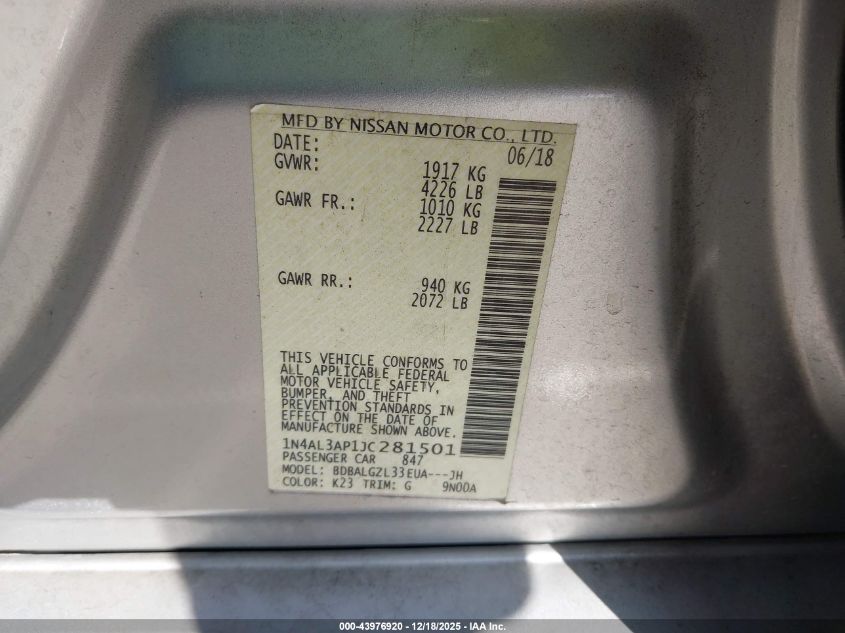 MFD BY NISSAN MOTOR CO., LTD.
DATE: 06/18
GVWR: 1917 KG
4226 LB
GAWR FR.: 1010 KG
2227 LB
GAWR RR.: 940 KG
2072 LB
THIS VEHICLE CONFORMS TO
ALL APPLICABLE FEDERAL
MOTOR VEHICLE SAFETY,
BUMPER, AND THEFT
PREVENTION STANDARDS IN
EFFECT ON THE DATE OF
MANUFACTURE SHOWN ABOVE.
1N4AL3AP1JC281501
PASSENGER CAR 847
MODEL: BDBALGZL33EUA---JH
COLOR: K23 TRIM: G 9N00A
000-43976920 - 12/18/2025 - IAA Inc.